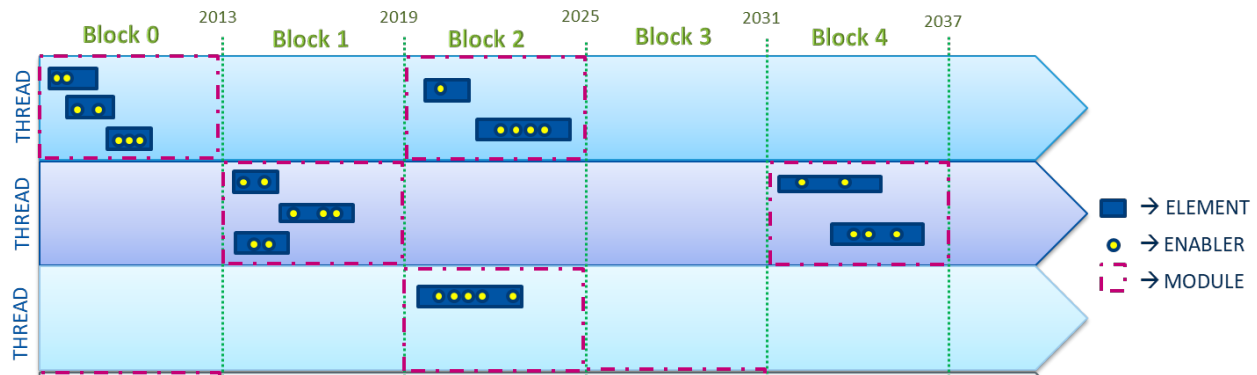 2013
2019
2025
2031
2037
Block 0
Block 1
Block 2
Block 3
Block 4
THREAD
THREAD
THREAD
→ ELEMENT
→ ENABLER
→ MODULE